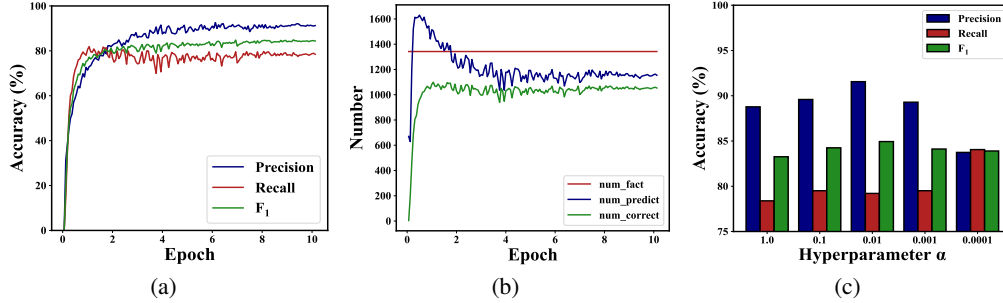 100
80
60
40
20
0
Accuracy (%)
0 2 4 6 8 10
Epoch
Precision
Recall
F₁
(a)
1600
1400
1200
1000
800
600
400
200
0
Number
0 2 4 6 8 10
Epoch
num_fact
num_predict
num_correct
(b)
100
95
90
85
80
75
Accuracy (%)
1.0 0.1 0.01 0.001 0.0001
Hyperparameter α
Precision
Recall
F₁
(c)